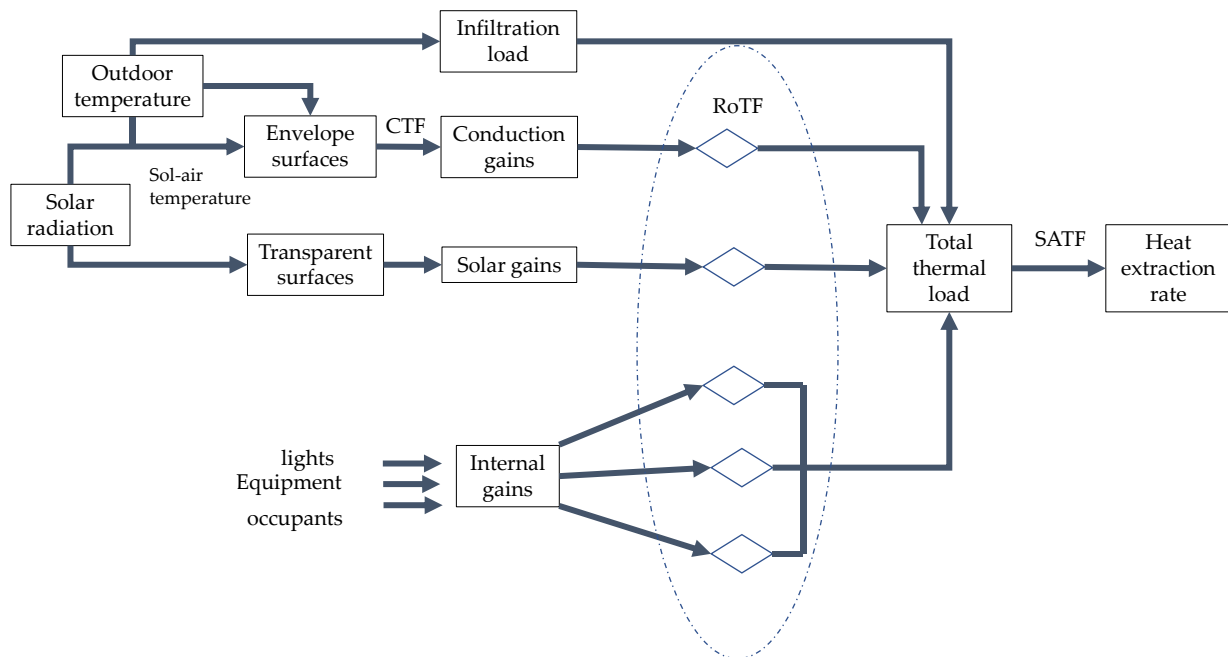 Infiltration
load
Outdoor
temperature
RoTF
Envelope
surfaces
CTF
Conduction
gains
Sol-air
temperature
Solar
radiation
Transparent
surfaces
Solar gains
Total
thermal
load
SATF
Heat
extraction
rate
lights
Equipment
occupants
Internal
gains